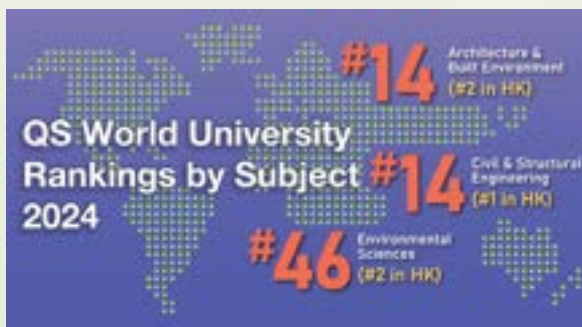 #14
Architecture &
Built Environment
(#2 in HK)
QS World University
Rankings by Subject
2024
#14
Civil & Structural
Engineering
(#1 in HK)
#46
Environmental
Sciences
(#2 in HK)